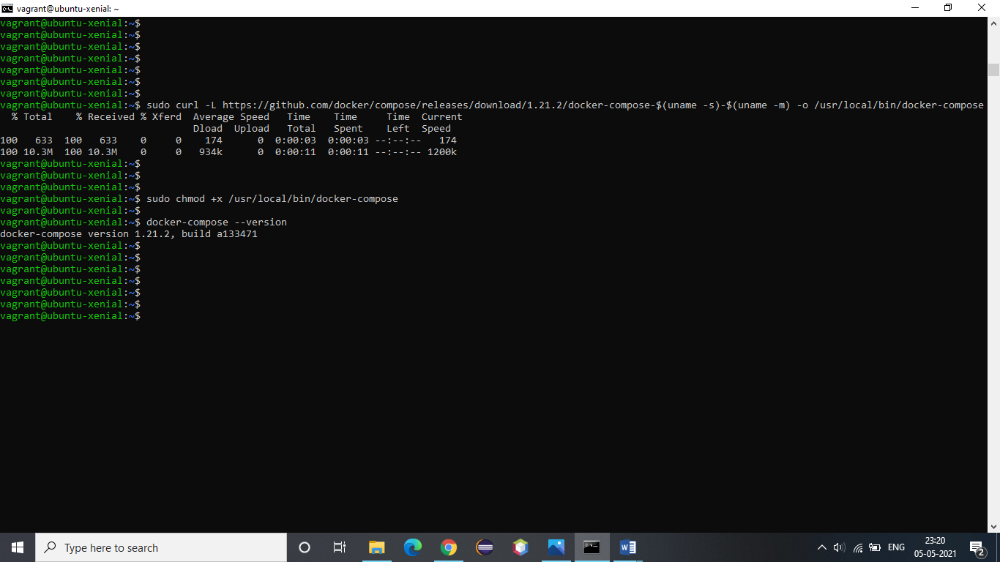 vagrant@ubuntu-xenial: ~
vagrant@ubuntu-xenial:~$
vagrant@ubuntu-xenial:~$
vagrant@ubuntu-xenial:~$
vagrant@ubuntu-xenial:~$
vagrant@ubuntu-xenial:~$
vagrant@ubuntu-xenial:~$
vagrant@ubuntu-xenial:~$
vagrant@ubuntu-xenial:~$ sudo curl -L https://github.com/docker/compose/releases/download/1.21.2/docker-compose-$(uname -s)-$(uname -m) -o /usr/local/bin/docker-compose
  % Total    % Received % Xferd  Average Speed   Time    Time     Time  Current
                                 Dload  Upload   Total   Spent    Left  Speed
100   633  100   633    0     0    174      0  0:00:03  0:00:03 --:--:--   174
100 10.3M  100 10.3M    0     0   934k      0  0:00:11  0:00:11 --:--:-- 1200k
vagrant@ubuntu-xenial:~$
vagrant@ubuntu-xenial:~$
vagrant@ubuntu-xenial:~$
vagrant@ubuntu-xenial:~$ sudo chmod +x /usr/local/bin/docker-compose
vagrant@ubuntu-xenial:~$
vagrant@ubuntu-xenial:~$ docker-compose --version
docker-compose version 1.21.2, build a133471
vagrant@ubuntu-xenial:~$
vagrant@ubuntu-xenial:~$
vagrant@ubuntu-xenial:~$
vagrant@ubuntu-xenial:~$
vagrant@ubuntu-xenial:~$
vagrant@ubuntu-xenial:~$
vagrant@ubuntu-xenial:~$
Type here to search
ENG
23:20
05-05-2021
2